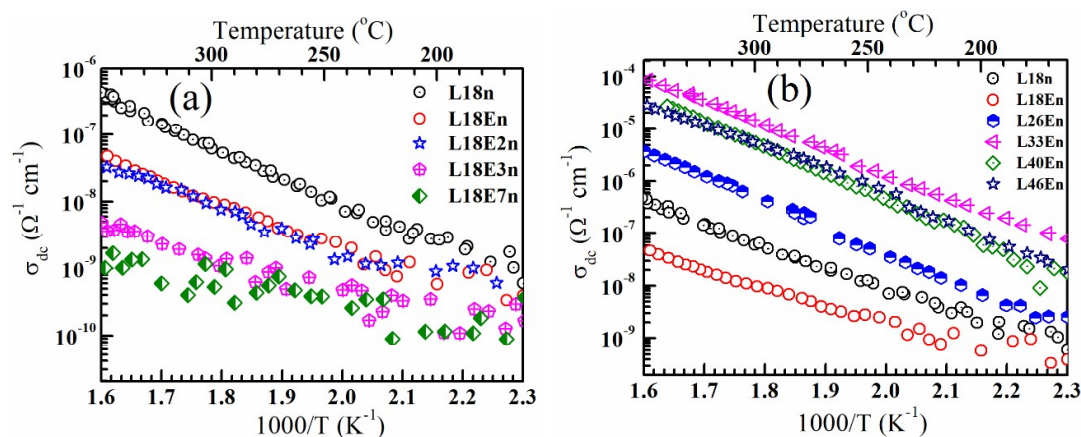 Temperature (°C)
300 250 200
10⁻⁶
10⁻⁷
10⁻⁸
10⁻⁹
10⁻¹⁰
σdc (Ω⁻¹ cm⁻¹)
(a)
L18n
L18En
L18E2n
L18E3n
L18E7n
1.6 1.7 1.8 1.9 2.0 2.1 2.2 2.3
1000/T (K⁻¹)
Temperature (°C)
300 250 200
10⁻⁴
10⁻⁵
10⁻⁶
10⁻⁷
10⁻⁸
10⁻⁹
σdc (Ω⁻¹ cm⁻¹)
(b)
L18n
L18En
L26En
L33En
L40En
L46En
1.6 1.7 1.8 1.9 2.0 2.1 2.2 2.3
1000/T (K⁻¹)